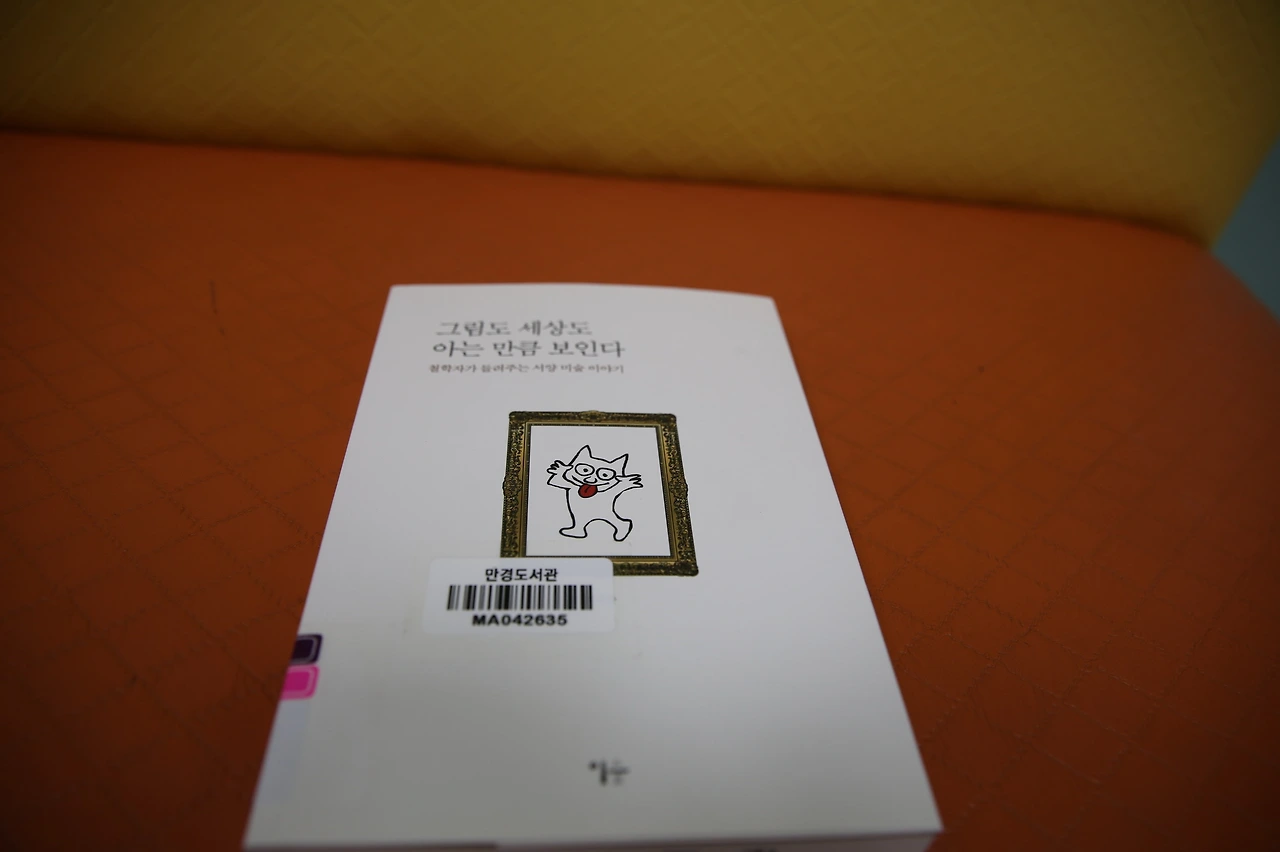 그림도 세상도
아는 만큼 보인다
철학자가 들려주는 서양 미술 이야기
만경도서관
MA042635